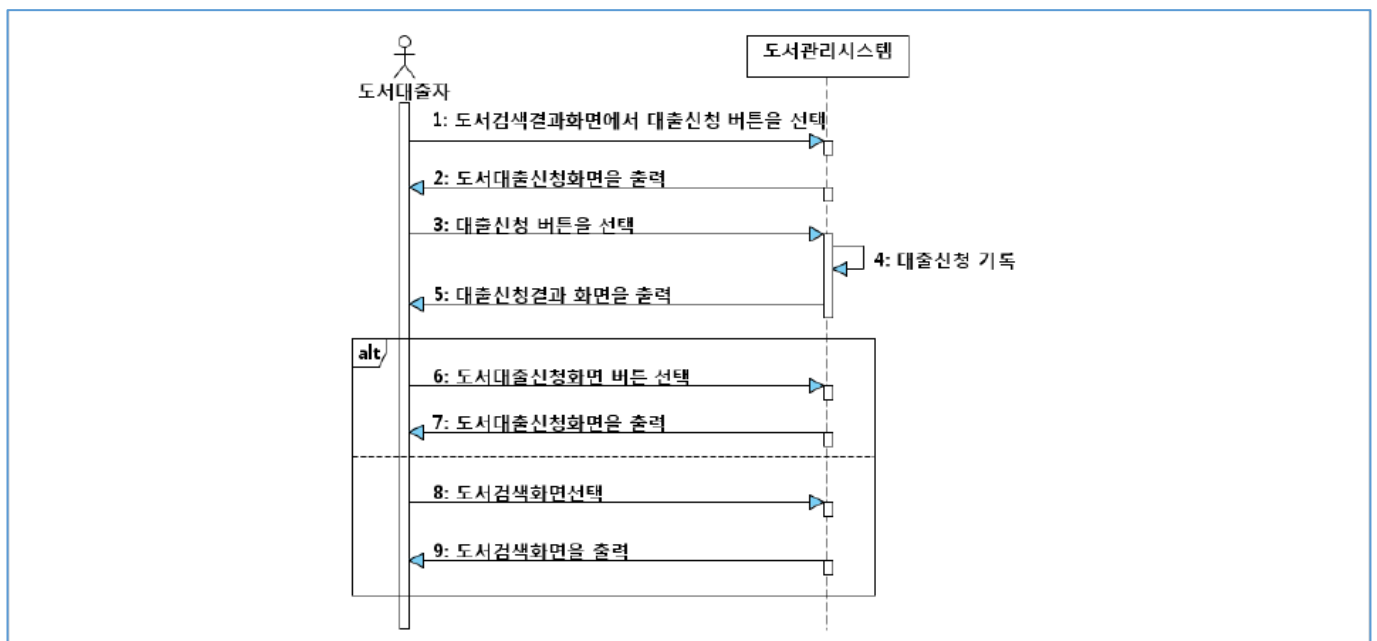 도서대출자
도서관리시스템
1: 도서검색결과화면에서 대출신청 버튼을 선택
2: 도서대출신청화면을 출력
3: 대출신청 버튼을 선택
4: 대출신청 기록
5: 대출신청결과 화면을 출력
alt
6: 도서대출신청화면 버튼 선택
7: 도서대출신청화면을 출력
8: 도서검색화면선택
9: 도서검색화면을 출력